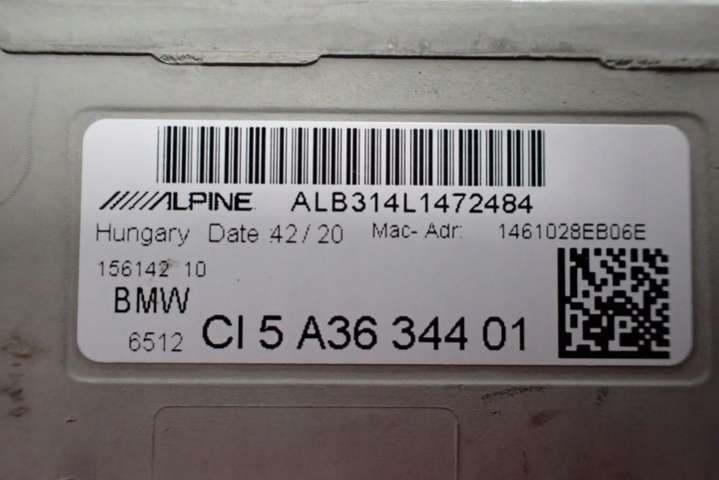 ALPINE ALB314L1472484
Hungary Date 42/20 Mac- Adr: 1461028EB06E
156142 10
BMW
6512 CI 5 A36 344 01